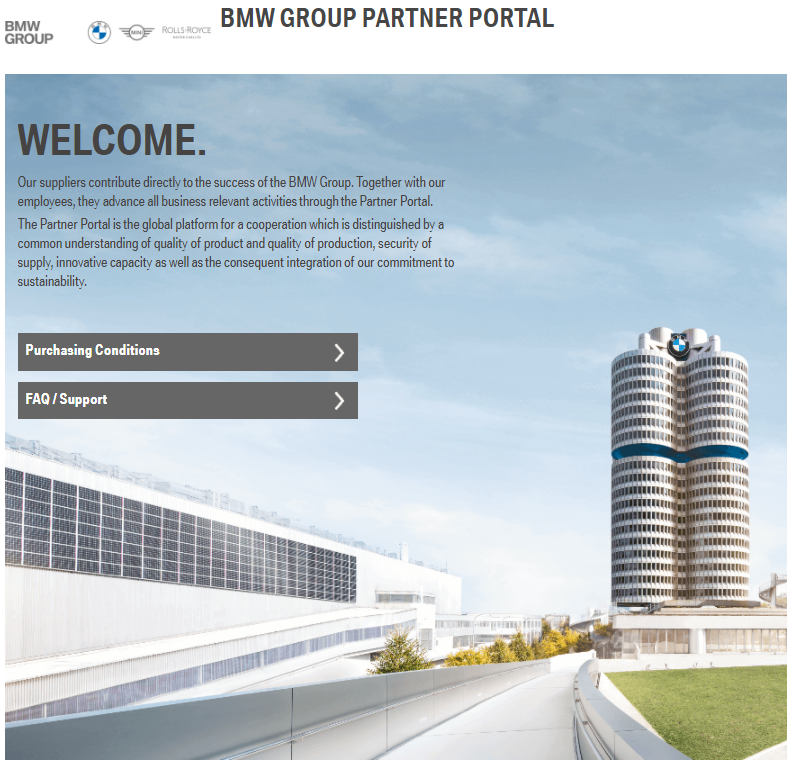 BMW
GROUP
MINI
ROLLS-ROYCE
BMW GROUP PARTNER PORTAL
WELCOME.
Our suppliers contribute directly to the success of the BMW Group. Together with our
employees, they advance all business relevant activities through the Partner Portal.
The Partner Portal is the global platform for a cooperation which is distinguished by a
common understanding of quality of product and quality of production, security of
supply, innovative capacity as well as the consequent integration of our commitment to
sustainability.
Purchasing Conditions
FAQ / Support